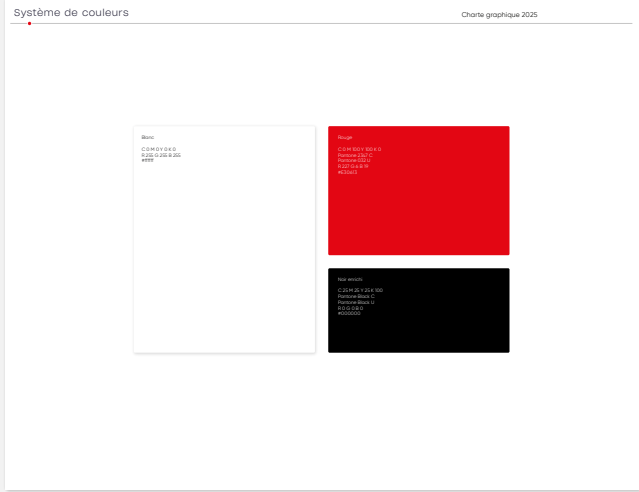 Système de couleurs
Charte graphique 2025
Blanc
C 0 M 0 Y 0 K 0
R 255 G 255 B 255
Rouge
C 0 M 100 Y 100 K 0
Pantone 2347 C
Pantone 032 U
R 227 G 6 B 19
#E30613
Noir enrichi
C 25 M 25 Y 25 K 100
Pantone Black C
Pantone Black U
R 0 G 0 B 0
#000000